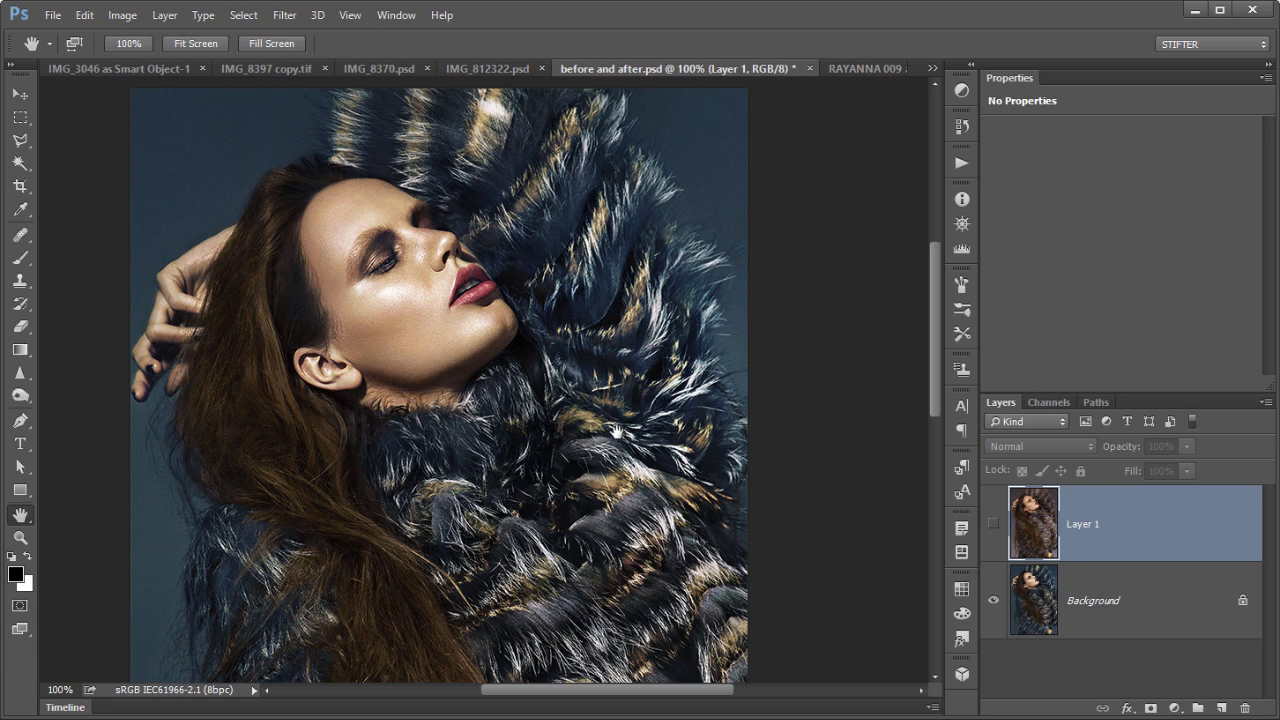 Ps File Edit Image Layer Type Select Filter 3D View Window Help
100% Fit Screen Fill Screen STIFTER
IMG_3046 as Smart Object-1 × IMG_8397 copy.tif × IMG_8370.psd × IMG_812322.psd × before and after.psd @ 100% (Layer 1, RGB/8) * × RAYANNA 009
Properties
No Properties
Layers Channels Paths
Kind
Normal Opacity: 100%
Lock: Fill: 100%
Layer 1
Background
100% sRGB IEC61966-2.1 (8bpc)
Timeline